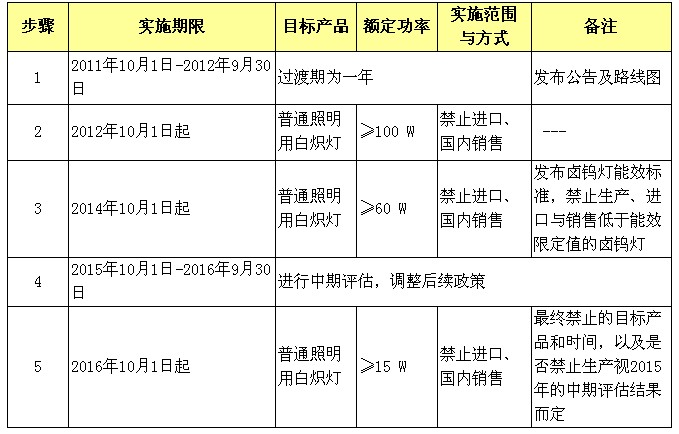 步骤 实施期限 目标产品 额定功率 实施范围与方式 备注
1 2011年10月1日-2012年9月30日 过渡期为一年 发布公告及路线图
2 2012年10月1日起 普通照明用白炽灯 ≥100 W 禁止进口、国内销售 ---
3 2014年10月1日起 普通照明用白炽灯 ≥60 W 禁止进口、国内销售 发布卤钨灯能效标准，禁止生产、进口与销售低于能效限定值的卤钨灯
4 2015年10月1日-2016年9月30日 进行中期评估，调整后续政策
5 2016年10月1日起 普通照明用白炽灯 ≥15 W 禁止进口、国内销售 最终禁止的目标产品和时间，以及是否禁止生产视2015年的中期评估结果而定